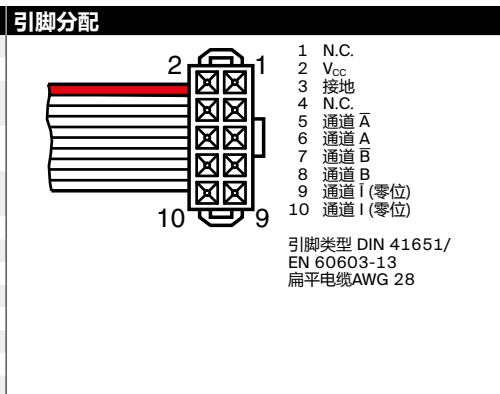 引脚分配
2
1
10
9
1 N.C.
2 Vcc
3 接地
4 N.C.
5 通道 A̅
6 通道 A
7 通道 B̅
8 通道 B
9 通道 I̅ (零位)
10 通道 I (零位)
引脚类型 DIN 41651/
EN 60603-13
扁平电缆AWG 28